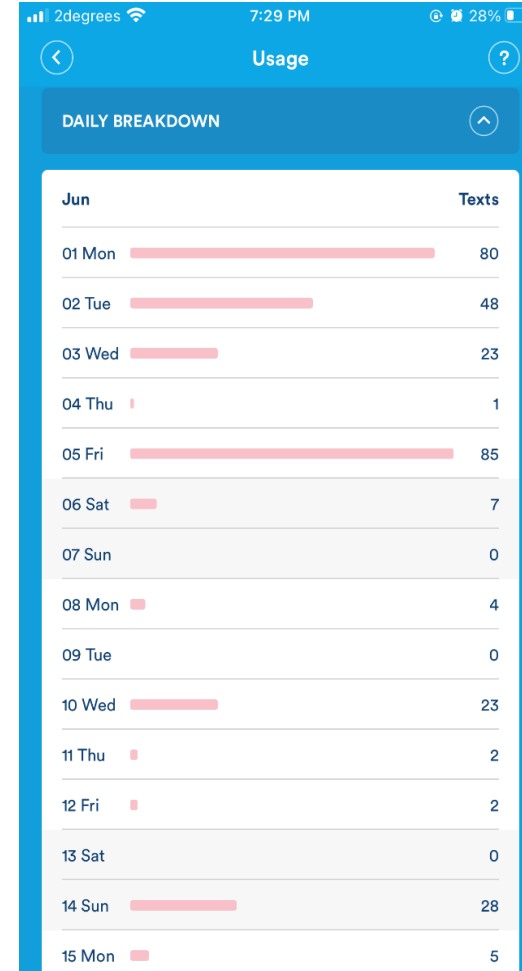 2degrees 7:29 PM 28%
Usage ?
DAILY BREAKDOWN
Jun Texts
01 Mon 80
02 Tue 48
03 Wed 23
04 Thu 1
05 Fri 85
06 Sat 7
07 Sun 0
08 Mon 4
09 Tue 0
10 Wed 23
11 Thu 2
12 Fri 2
13 Sat 0
14 Sun 28
15 Mon 5